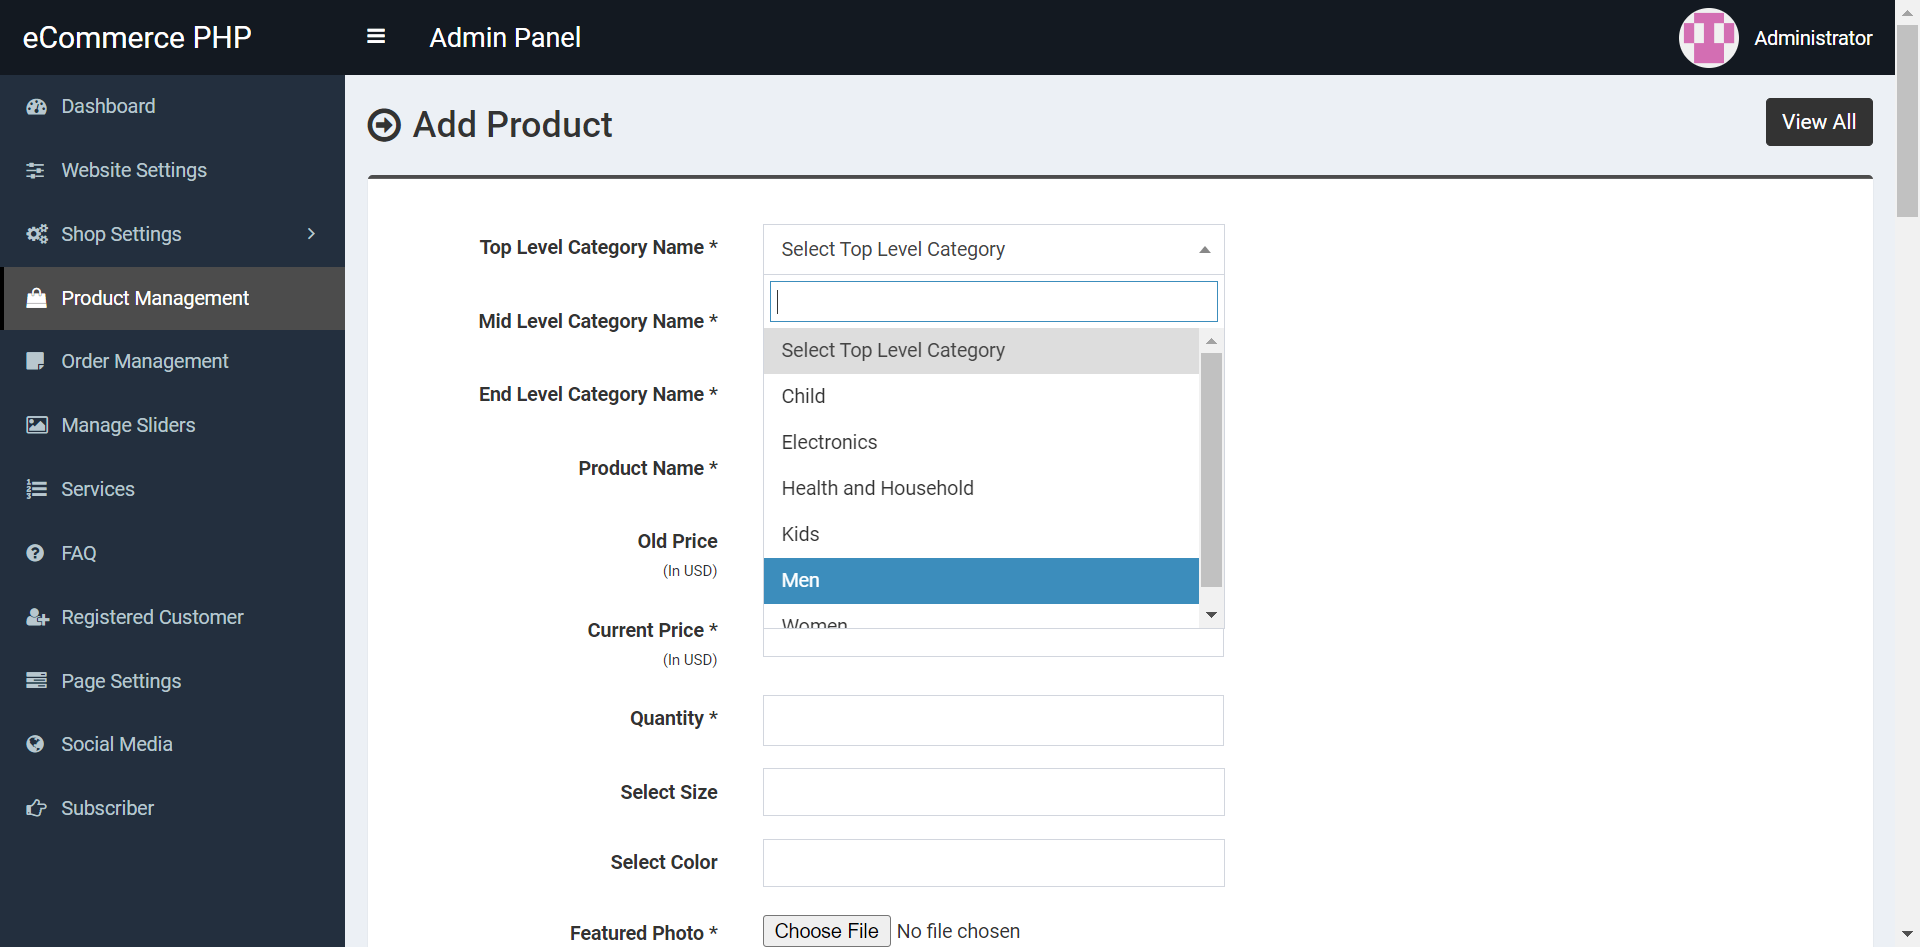 eCommerce PHP
Admin Panel
Administrator
Dashboard
Website Settings
Shop Settings
Product Management
Order Management
Manage Sliders
Services
FAQ
Registered Customer
Page Settings
Social Media
Subscriber
Add Product
View All
Top Level Category Name *
Select Top Level Category
Select Top Level Category
Child
Electronics
Health and Household
Kids
Men
Women
Mid Level Category Name *
End Level Category Name *
Product Name *
Old Price
(In USD)
Current Price *
(In USD)
Quantity *
Select Size
Select Color
Featured Photo *
Choose File No file chosen